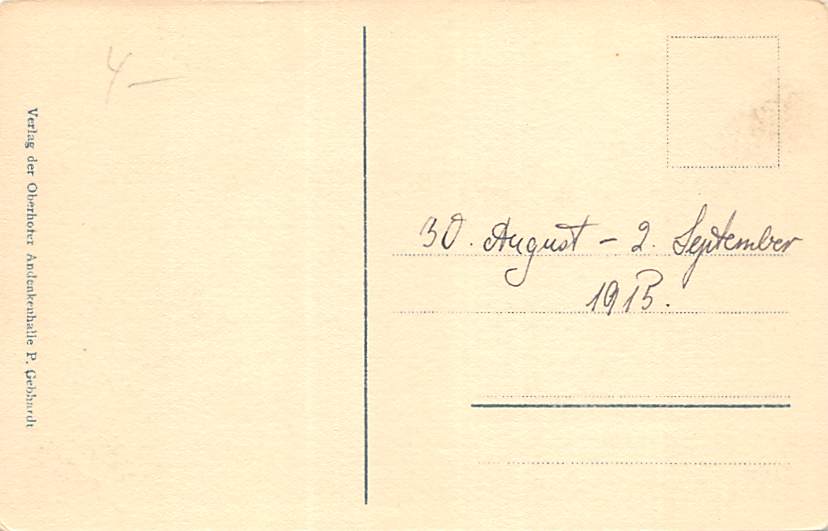 4 –
Verlag der Oberhofer Andenkenhalle P. Gebhardt
30. August – 2. September
1915.